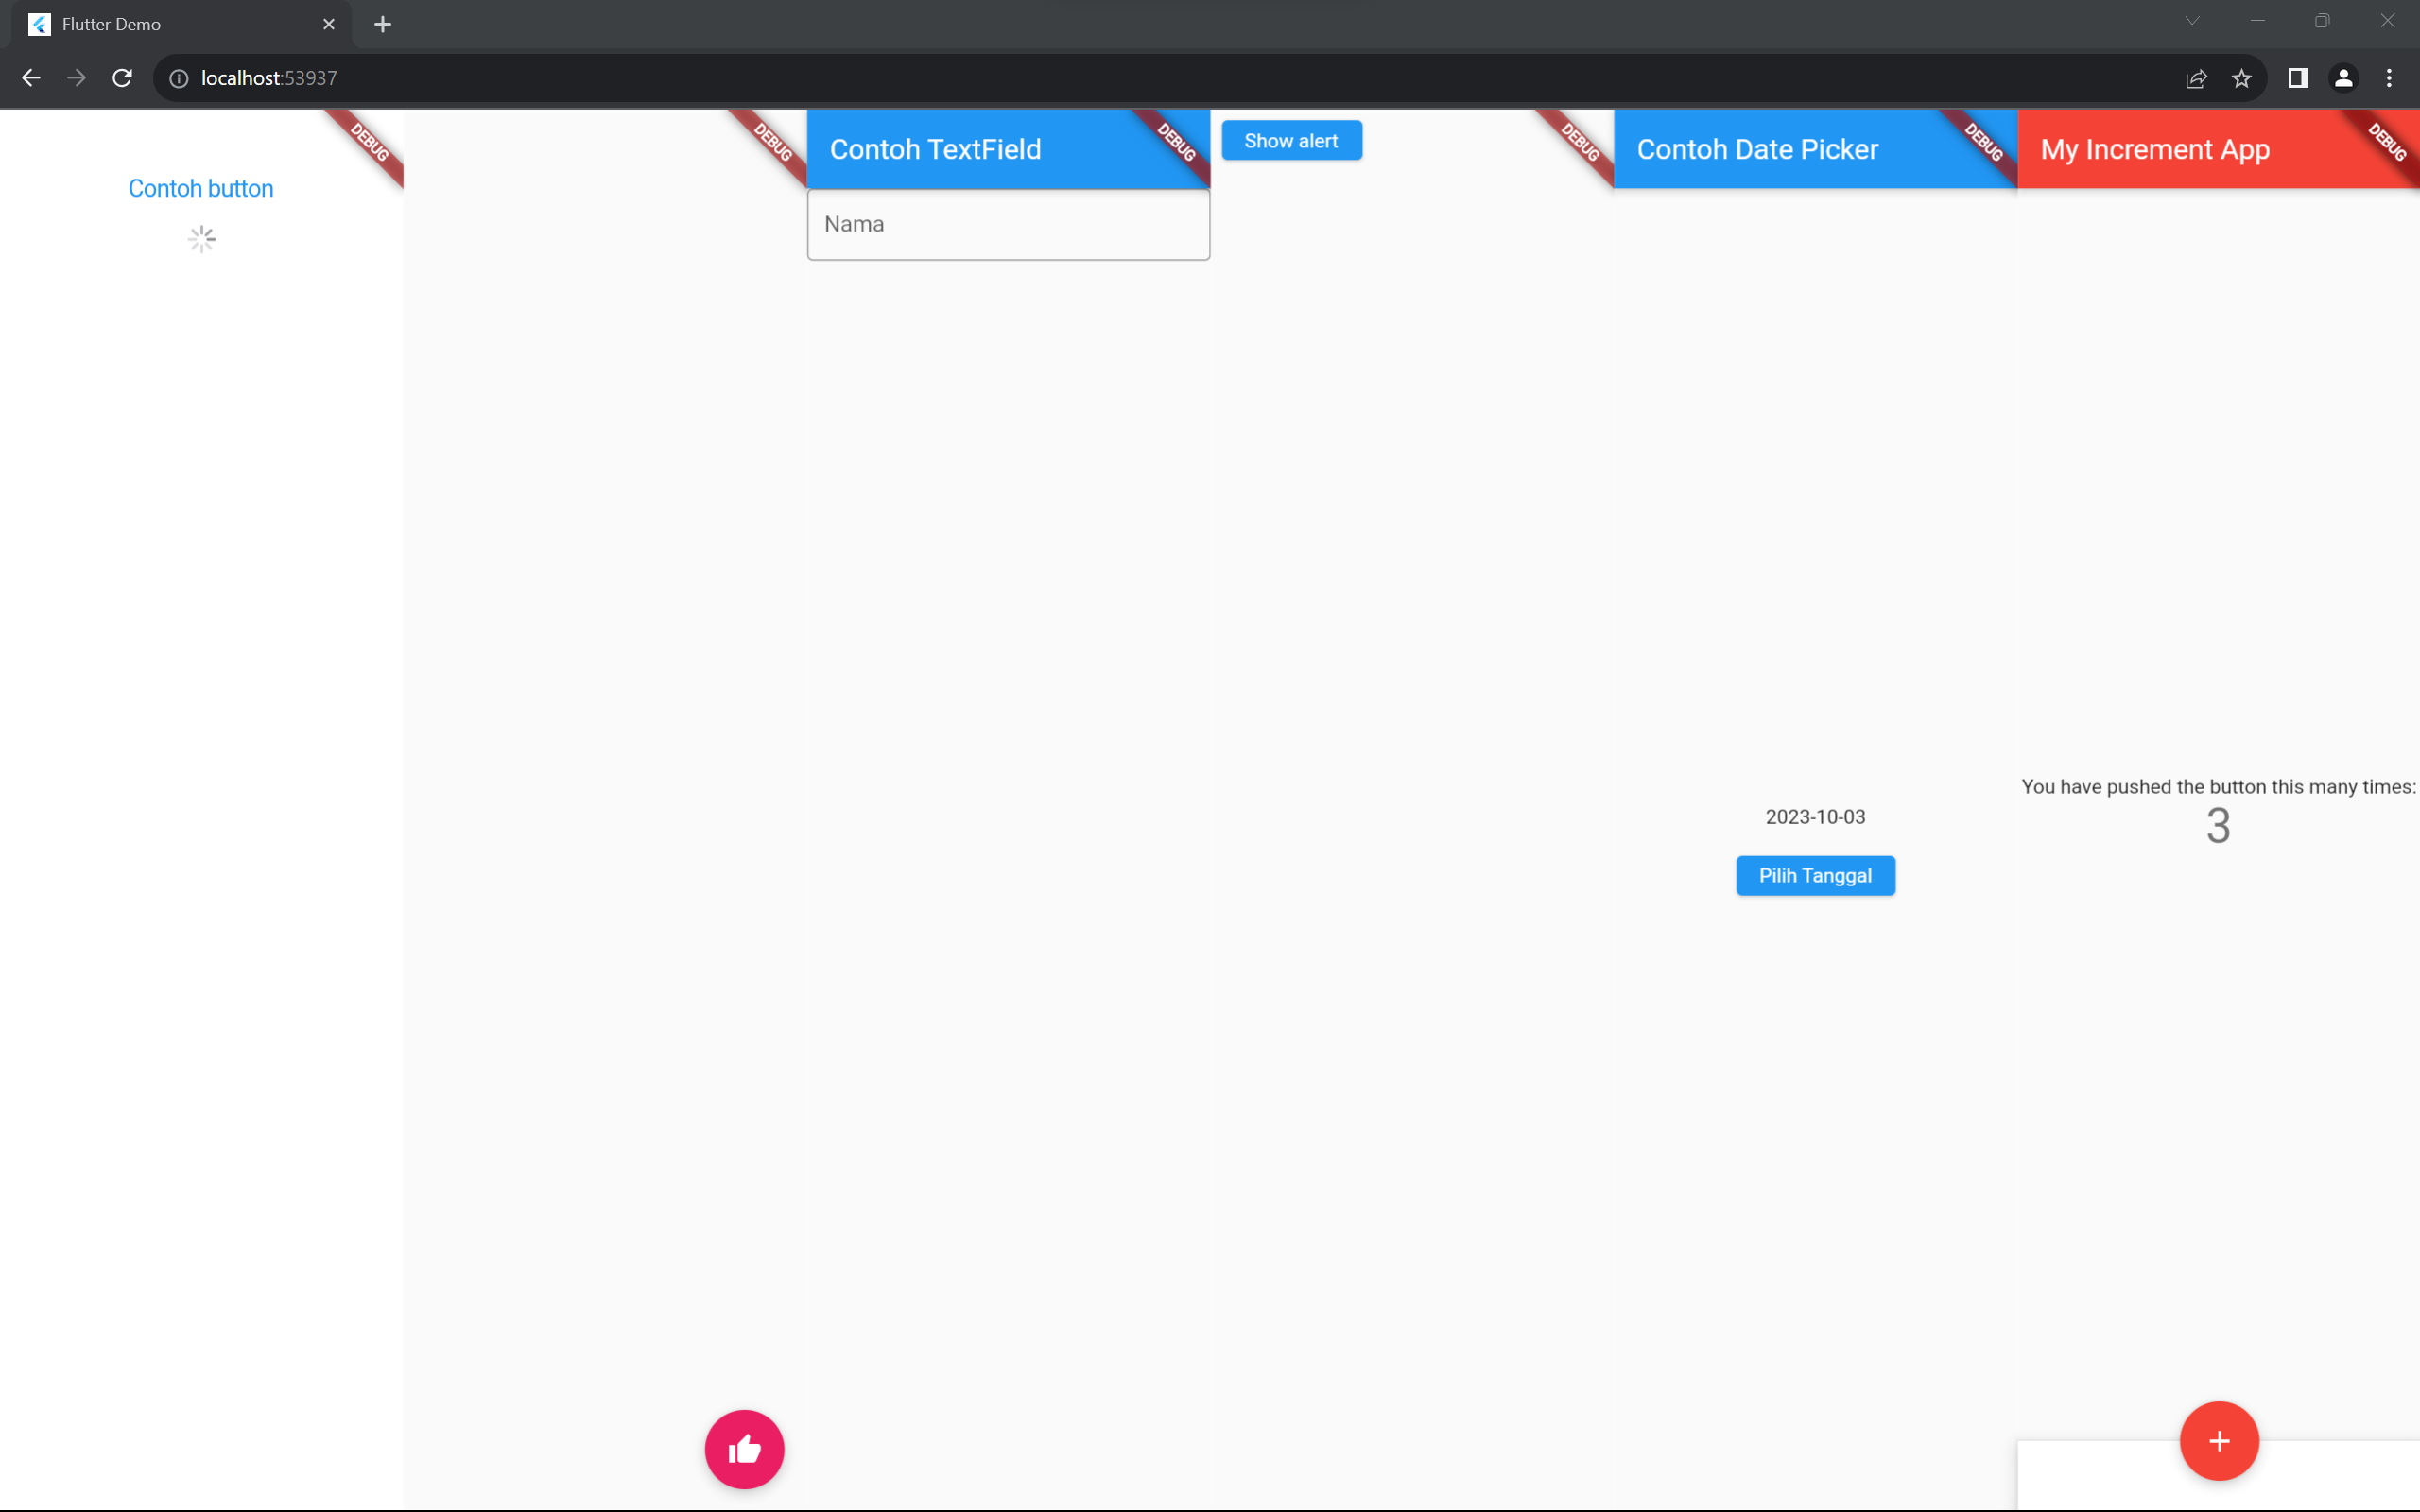 Flutter Demo
localhost:53937
DEBUG
Contoh button
DEBUG
Contoh TextField
DEBUG
Nama
Show alert
DEBUG
Contoh Date Picker
DEBUG
2023-10-03
Pilih Tanggal
My Increment App
DEBUG
You have pushed the button this many times:
3